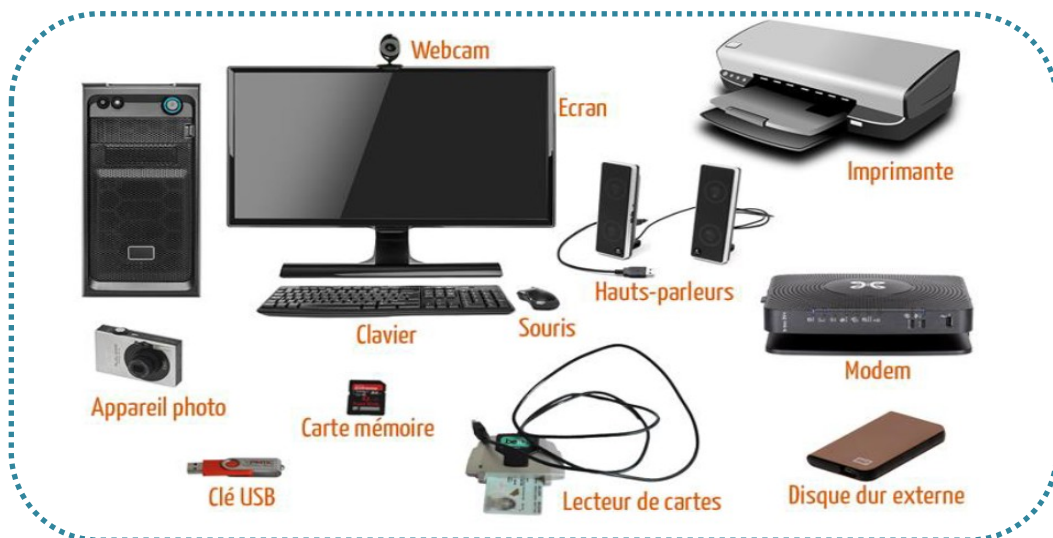 Webcam
Ecran
Imprimante
Hauts-parleurs
Clavier
Souris
Modem
Appareil photo
Carte mémoire
Extreme
Clé USB
Lecteur de cartes
Disque dur externe